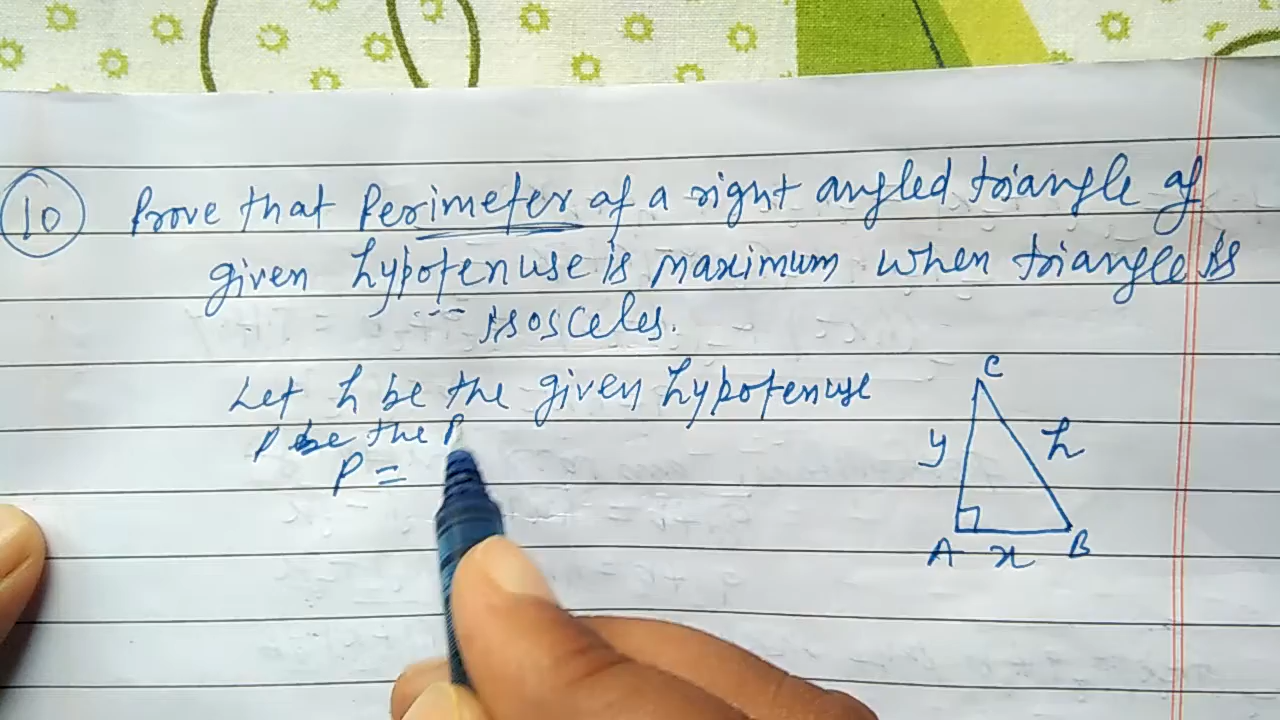 10 Prove that Perimeter of a right angled triangle of
given hypotenuse is maximum when triangle is
isosceles.
Let h be the given hypotenuse
P be the P
P =
C
y
h
A
x
B